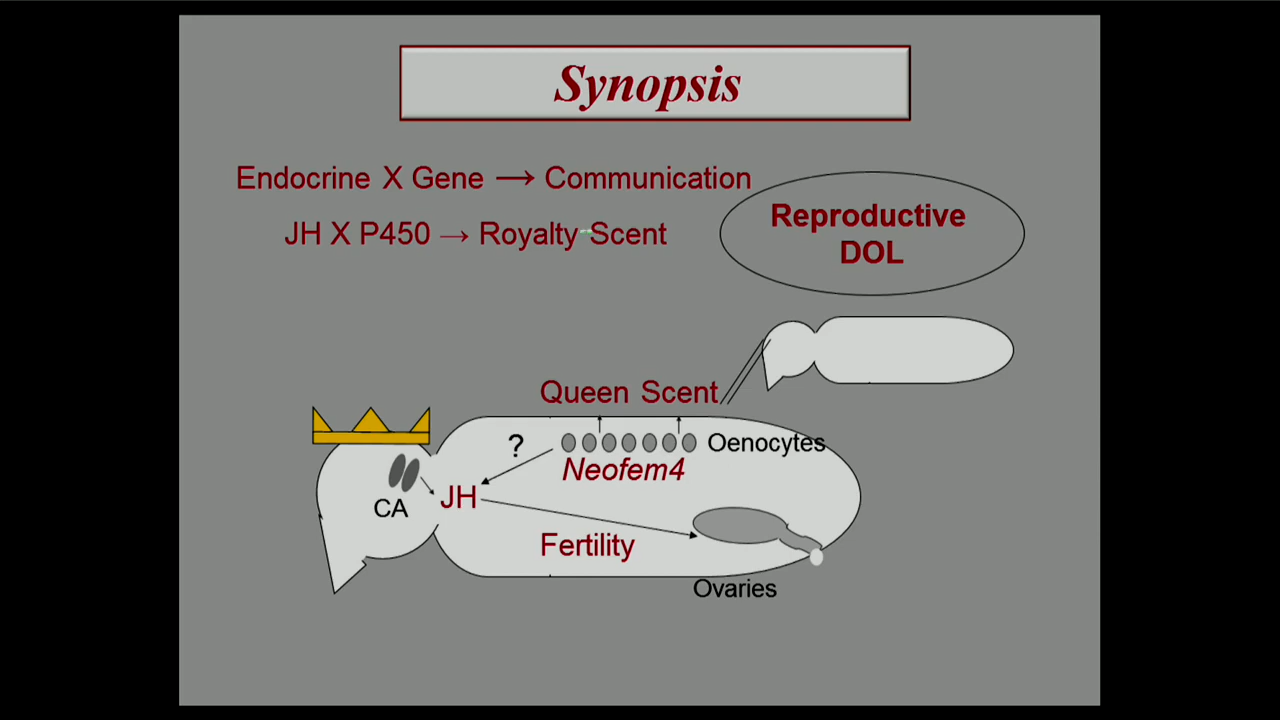 Synopsis
Endocrine X Gene → Communication
JH X P450 → Royalty Scent
Reproductive
DOL
Queen Scent
?
Oenocytes
Neofem4
CA
JH
Fertility
Ovaries